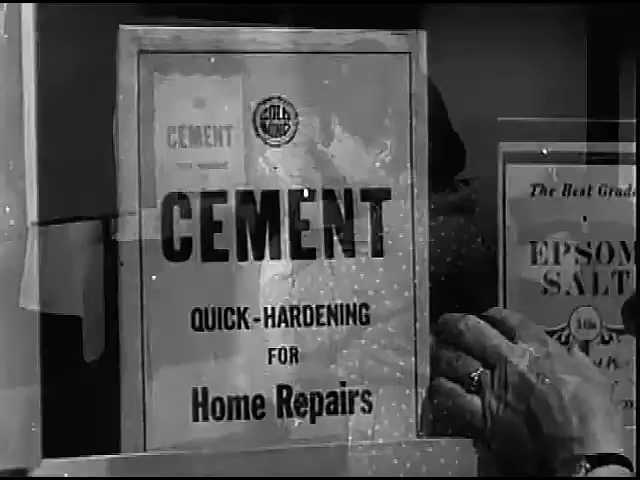 CEMENT
CEMENT
QUICK-HARDENING
FOR
Home Repairs
The Best Grade
EPSOM
SALT